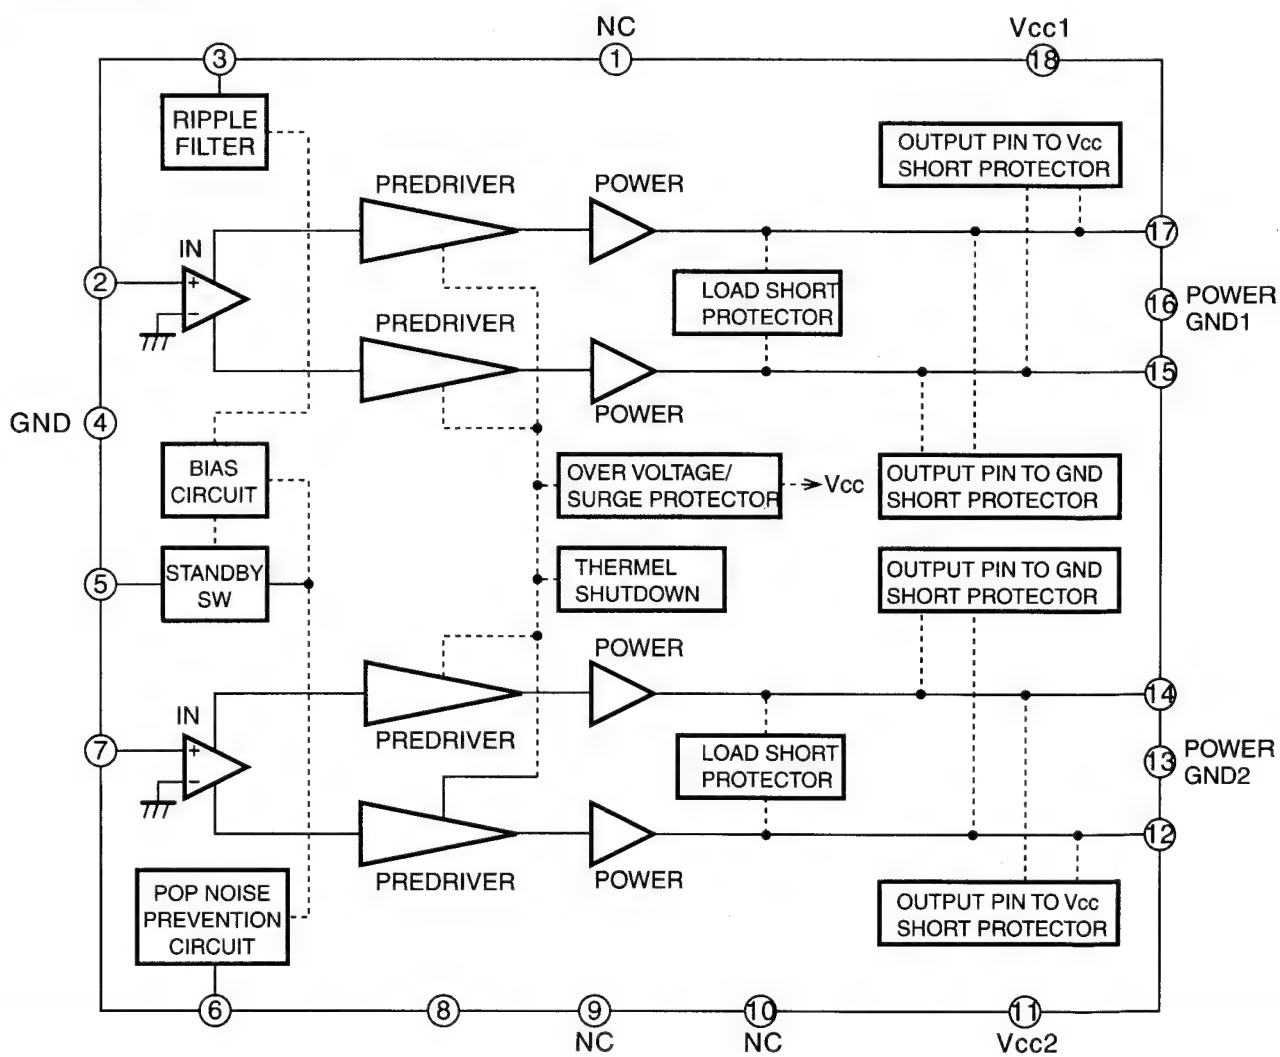 NC
Vcc1
3
1
18
RIPPLE
FILTER
OUTPUT PIN TO Vcc
SHORT PROTECTOR
PREDRIVER
POWER
17
IN
2
+
−
LOAD SHORT
PROTECTOR
16
POWER
GND1
PREDRIVER
15
POWER
GND
4
BIAS
CIRCUIT
OVER VOLTAGE/
SURGE PROTECTOR
Vcc
OUTPUT PIN TO GND
SHORT PROTECTOR
5
STANDBY
SW
THERMEL
SHUTDOWN
OUTPUT PIN TO GND
SHORT PROTECTOR
POWER
14
IN
7
+
−
PREDRIVER
LOAD SHORT
PROTECTOR
13
POWER
GND2
12
PREDRIVER
POWER
POP NOISE
PREVENTION
CIRCUIT
OUTPUT PIN TO Vcc
SHORT PROTECTOR
6
8
9
10
11
NC
NC
Vcc2